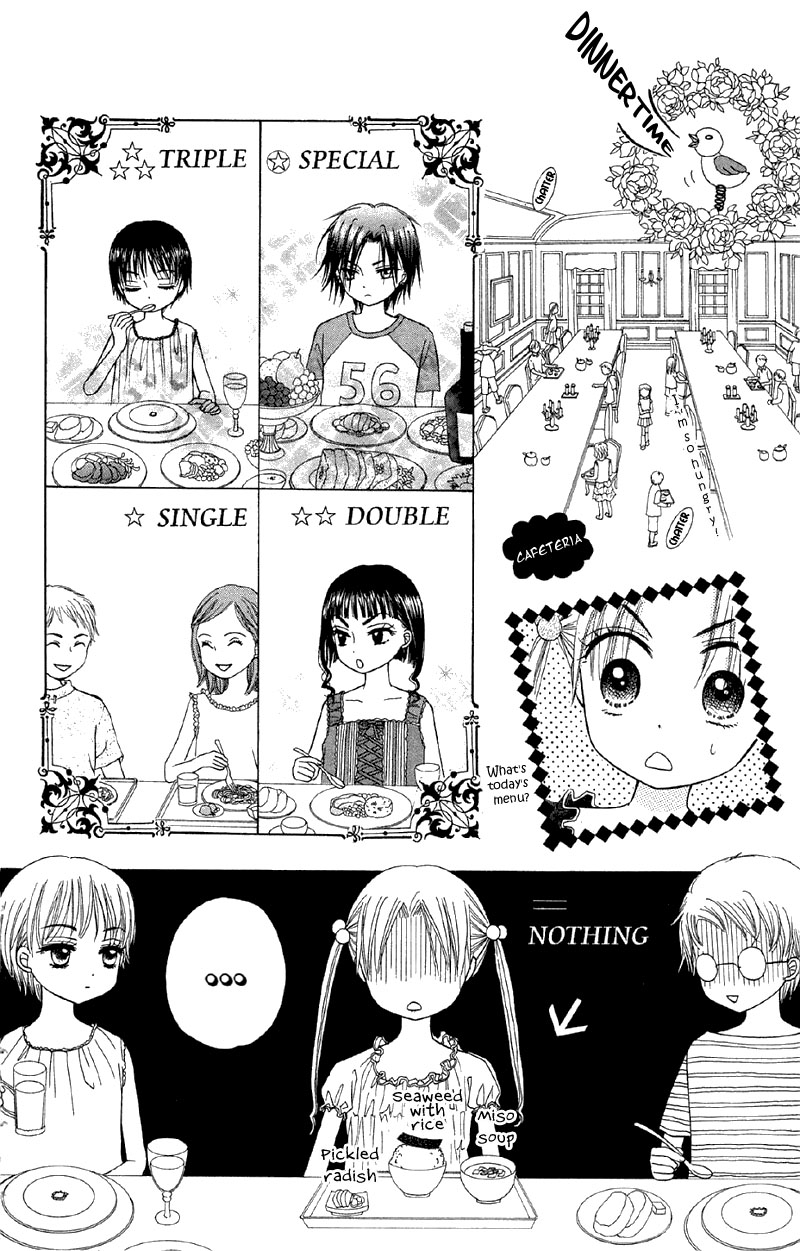 DINNERTIME
CHATTER
I'm so hungry!
CHATTER
CAFETERIA
☆☆☆ TRIPLE
☆ SPECIAL
56
☆ SINGLE
☆☆ DOUBLE
What's
today's
menu?
=
NOTHING
...
seaweed
with
rice
Miso
soup
Pickled
radish